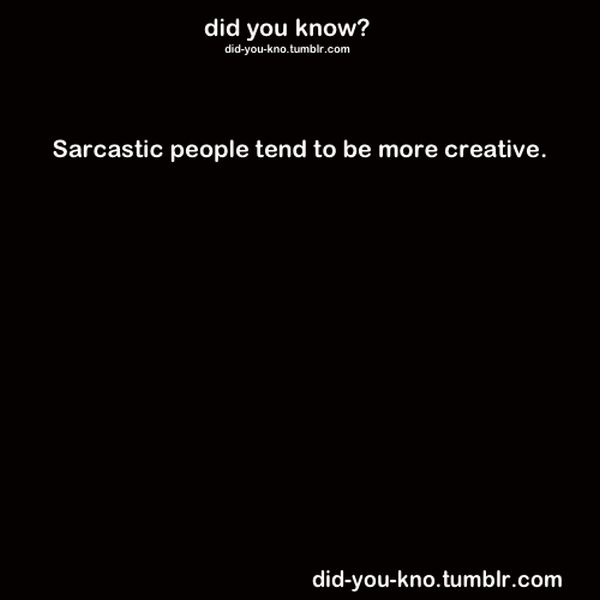 did you know?
did-you-kno.tumblr.com
Sarcastic people tend to be more creative.
did-you-kno.tumblr.com